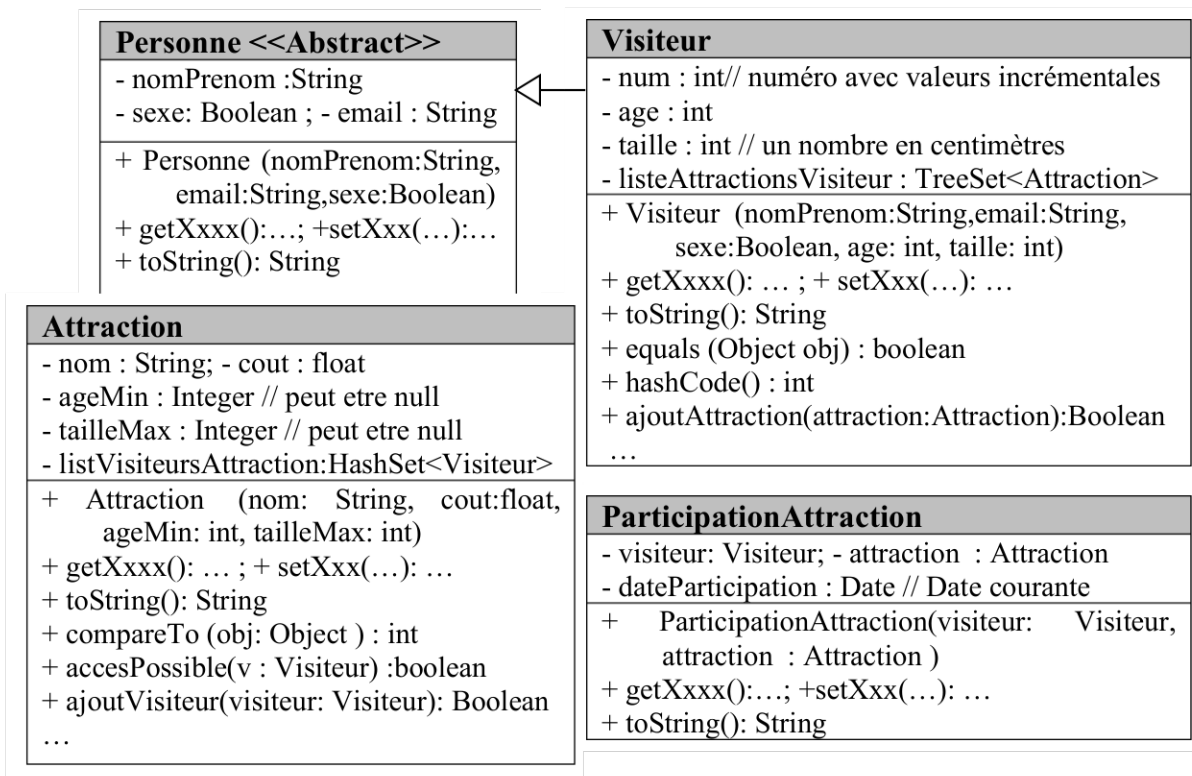 Personne <<Abstract>>
- nomPrenom :String
- sexe: Boolean ; - email : String
+ Personne (nomPrenom:String,
email:String,sexe:Boolean)
+ getXxxx():…; +setXxx(…):…
+ toString(): String
Visiteur
- num : int// numéro avec valeurs incrémentales
- age : int
- taille : int // un nombre en centimètres
- listeAttractionsVisiteur : TreeSet<Attraction>
+ Visiteur (nomPrenom:String,email:String,
sexe:Boolean, age: int, taille: int)
+ getXxxx(): … ; + setXxx(…): …
+ toString(): String
+ equals (Object obj) : boolean
+ hashCode() : int
+ ajoutAttraction(attraction:Attraction):Boolean
…
Attraction
- nom : String; - cout : float
- ageMin : Integer // peut etre null
- tailleMax : Integer // peut etre null
- listVisiteursAttraction:HashSet<Visiteur>
+ Attraction (nom: String, cout:float,
ageMin: int, tailleMax: int)
+ getXxxx(): … ; + setXxx(…): …
+ toString(): String
+ compareTo (obj: Object ) : int
+ accesPossible(v : Visiteur) :boolean
+ ajoutVisiteur(visiteur: Visiteur): Boolean
…
ParticipationAttraction
- visiteur: Visiteur; - attraction : Attraction
- dateParticipation : Date // Date courante
+ ParticipationAttraction(visiteur: Visiteur,
attraction : Attraction )
+ getXxxx():…; +setXxx(…): …
+ toString(): String